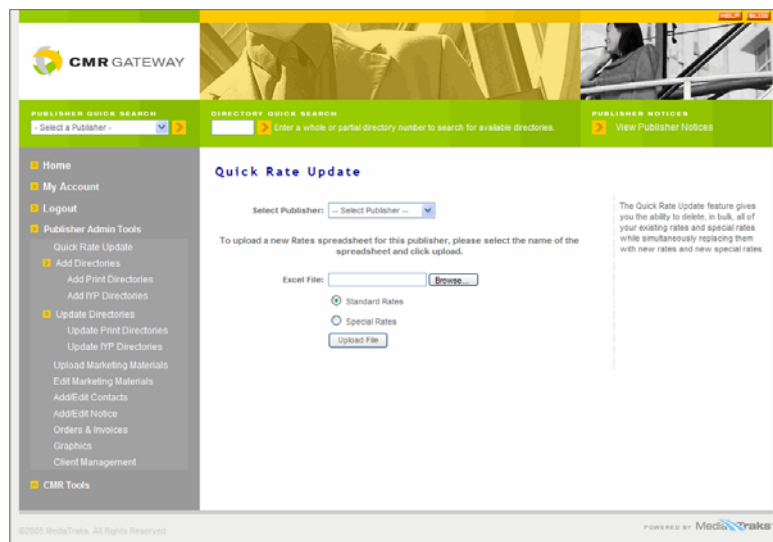 HELP BLOG
CMR GATEWAY
PUBLISHER QUICK SEARCH
- Select a Publisher -
DIRECTORY QUICK SEARCH
Enter a whole or partial directory number to search for available directories.
PUBLISHER NOTICES
View Publisher Notices
Home
My Account
Logout
Publisher Admin Tools
Quick Rate Update
Add Directories
Add Print Directories
Add IYP Directories
Update Directories
Update Print Directories
Update IYP Directories
Upload Marketing Materials
Edit Marketing Materials
Add/Edit Contacts
Add/Edit Notice
Orders & Invoices
Graphics
Client Management
CMR Tools
Quick Rate Update
Select Publisher: -- Select Publisher --
To upload a new Rates spreadsheet for this publisher, please select the name of the
spreadsheet and click upload.
Excel File: Browse...
Standard Rates
Special Rates
Upload File
The Quick Rate Update feature gives
you the ability to delete, in bulk, all of
your existing rates and special rates
while simultaneously replacing them
with new rates and new special rates
©2005 MediaTraks. All Rights Reserved
POWERED BY MediaTraks